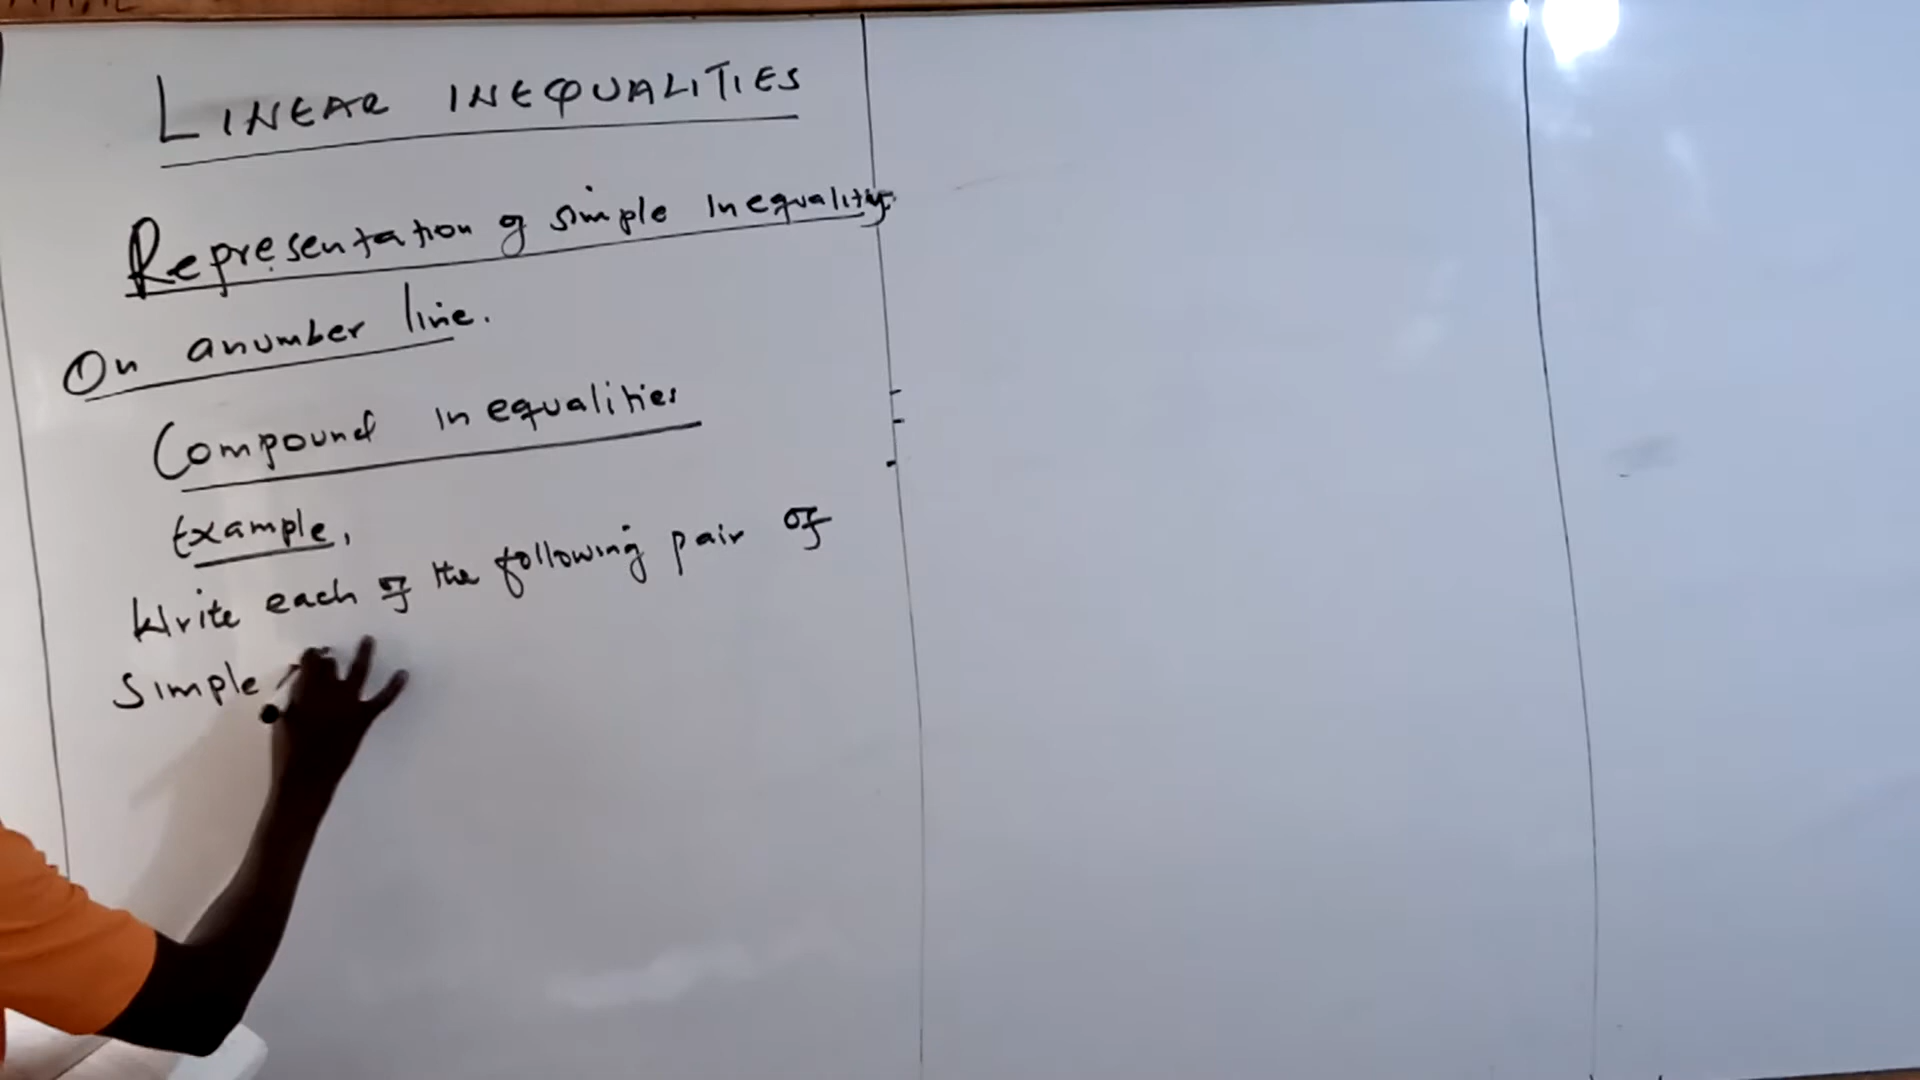 LINEAR INEQUALITIES
Representation of simple Inequality
On a number line.
Compound inequalities
Example,
Write each of the following pair of
Simple